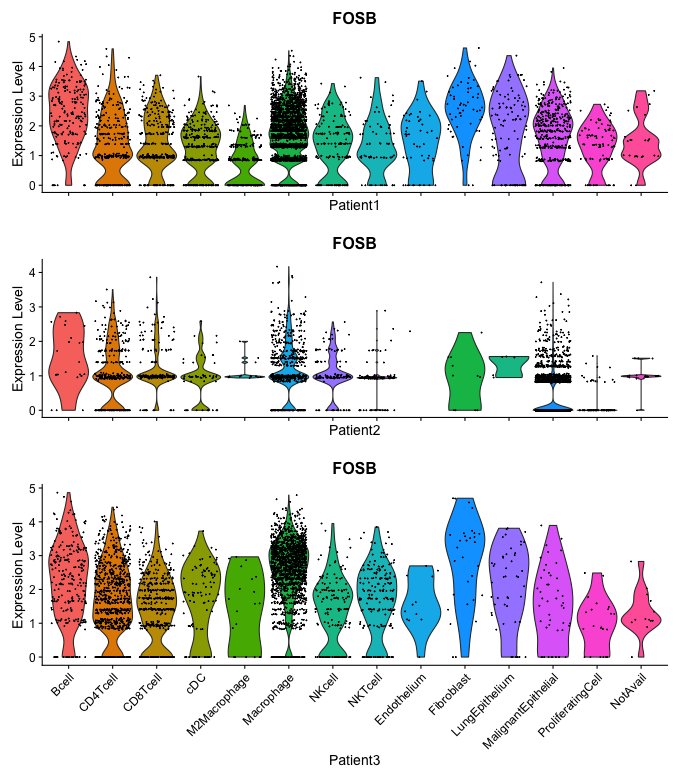 FOSB
Expression Level
5
4
3
2
1
0
Patient1
FOSB
Expression Level
4
3
2
1
0
Patient2
FOSB
Expression Level
5
4
3
2
1
0
Bcell
CD4Tcell
CD8Tcell
cDC
M2Macrophage
Macrophage
NKcell
NKTcell
Endothelium
Fibroblast
LungEpithelium
MalignantEpithelial
ProliferatingCell
NotAvail
Patient3